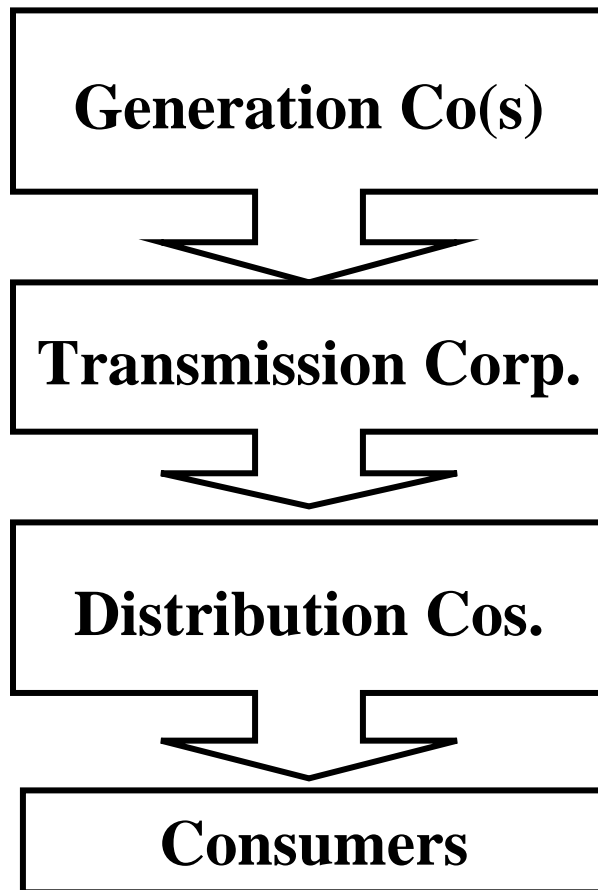 Generation Co(s)
Transmission Corp.
Distribution Cos.
Consumers